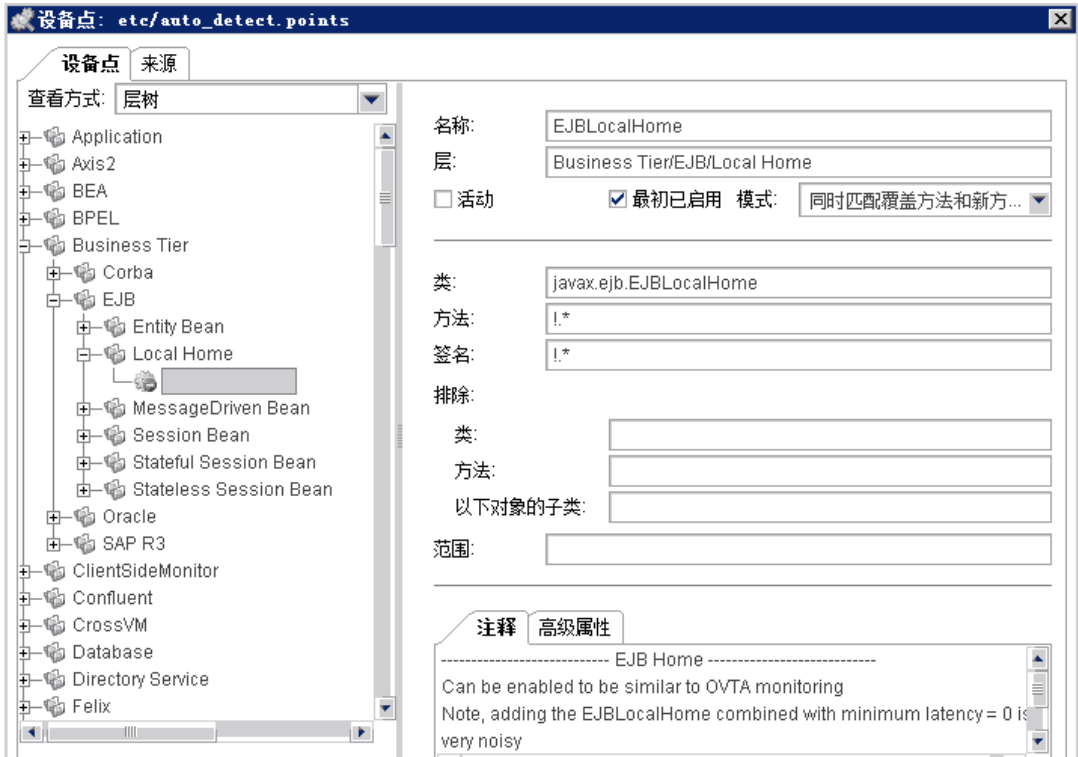 设备点: etc/auto_detect.points
设备点
来源
查看方式:
层树
Application
Axis2
BEA
BPEL
Business Tier
Corba
EJB
Entity Bean
Local Home
MessageDriven Bean
Session Bean
Stateful Session Bean
Stateless Session Bean
Oracle
SAP R3
ClientSideMonitor
Confluent
CrossVM
Database
Directory Service
Felix
名称: EJBLocalHome
层: Business Tier/EJB/Local Home
活动 最初已启用 模式: 同时匹配覆盖方法和新方...
类: javax.ejb.EJBLocalHome
方法: !.*
签名: !.*
排除:
类:
方法:
以下对象的子类:
范围:
注释 高级属性
---------------------------- EJB Home ----------------------------
Can be enabled to be similar to OVTA monitoring
Note, adding the EJBLocalHome combined with minimum latency = 0 is
very noisy